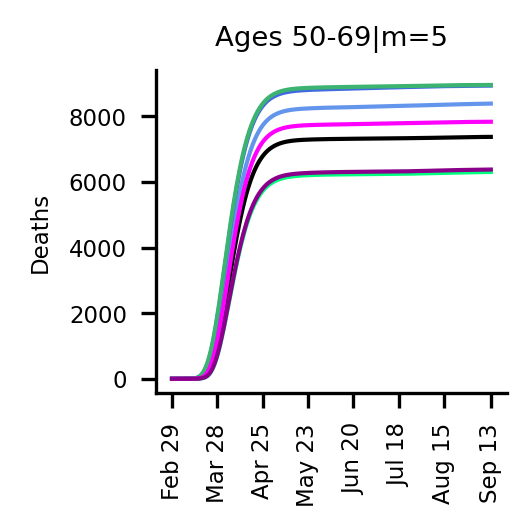 Ages 50-69|m=5
Deaths
8000
6000
4000
2000
0
Feb 29
Mar 28
Apr 25
May 23
Jun 20
Jul 18
Aug 15
Sep 13